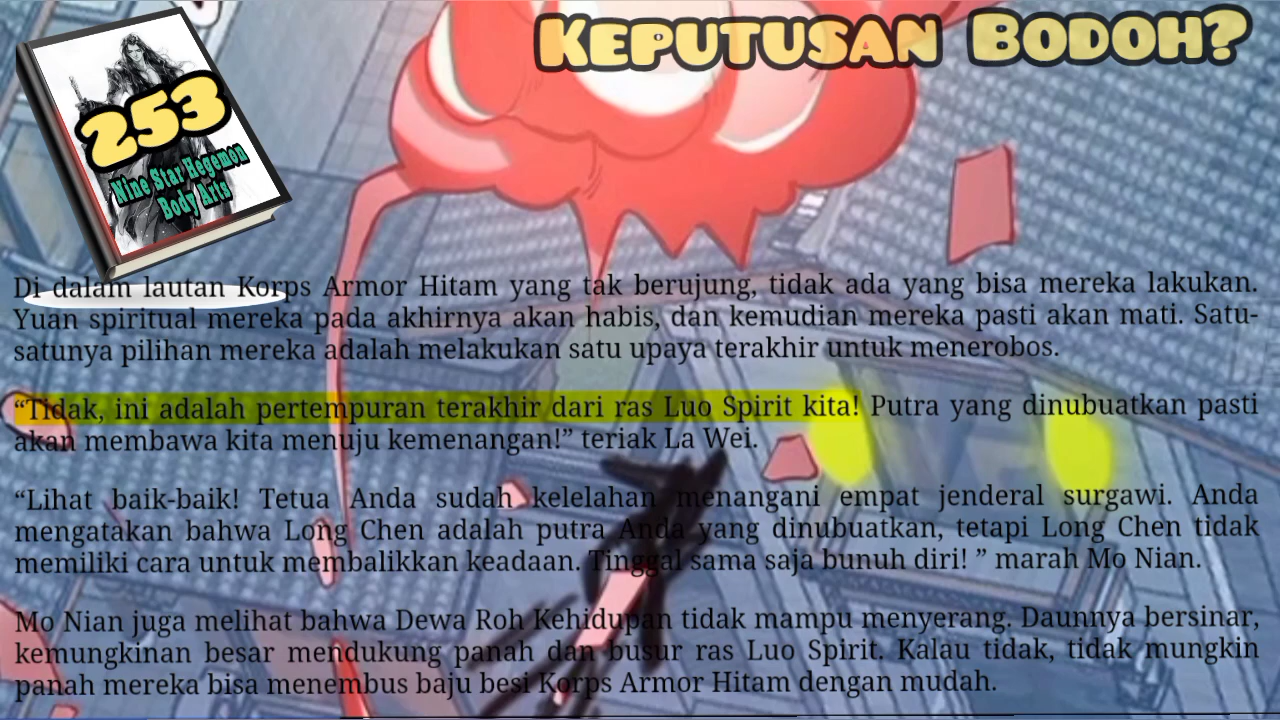 KEPUTUSAN BODOH?
253
Nine Star Hegemon
Body Arts
Di dalam lautan Korps Armor Hitam yang tak berujung, tidak ada yang bisa mereka lakukan.
Yuan spiritual mereka pada akhirnya akan habis, dan kemudian mereka pasti akan mati. Satu-
satunya pilihan mereka adalah melakukan satu upaya terakhir untuk menerobos.
“Tidak, ini adalah pertempuran terakhir dari ras Luo Spirit kita! Putra yang dinubuatkan pasti
akan membawa kita menuju kemenangan!” teriak La Wei.
“Lihat baik-baik! Tetua Anda sudah kelelahan menangani empat jenderal surgawi. Anda
mengatakan bahwa Long Chen adalah putra Anda yang dinubuatkan, tetapi Long Chen tidak
memiliki cara untuk membalikkan keadaan. Tinggal sama saja bunuh diri! ” marah Mo Nian.
Mo Nian juga melihat bahwa Dewa Roh Kehidupan tidak mampu menyerang. Daunnya bersinar,
kemungkinan besar mendukung panah dan busur ras Luo Spirit. Kalau tidak, tidak mungkin
panah mereka bisa menembus baju besi Korps Armor Hitam dengan mudah.